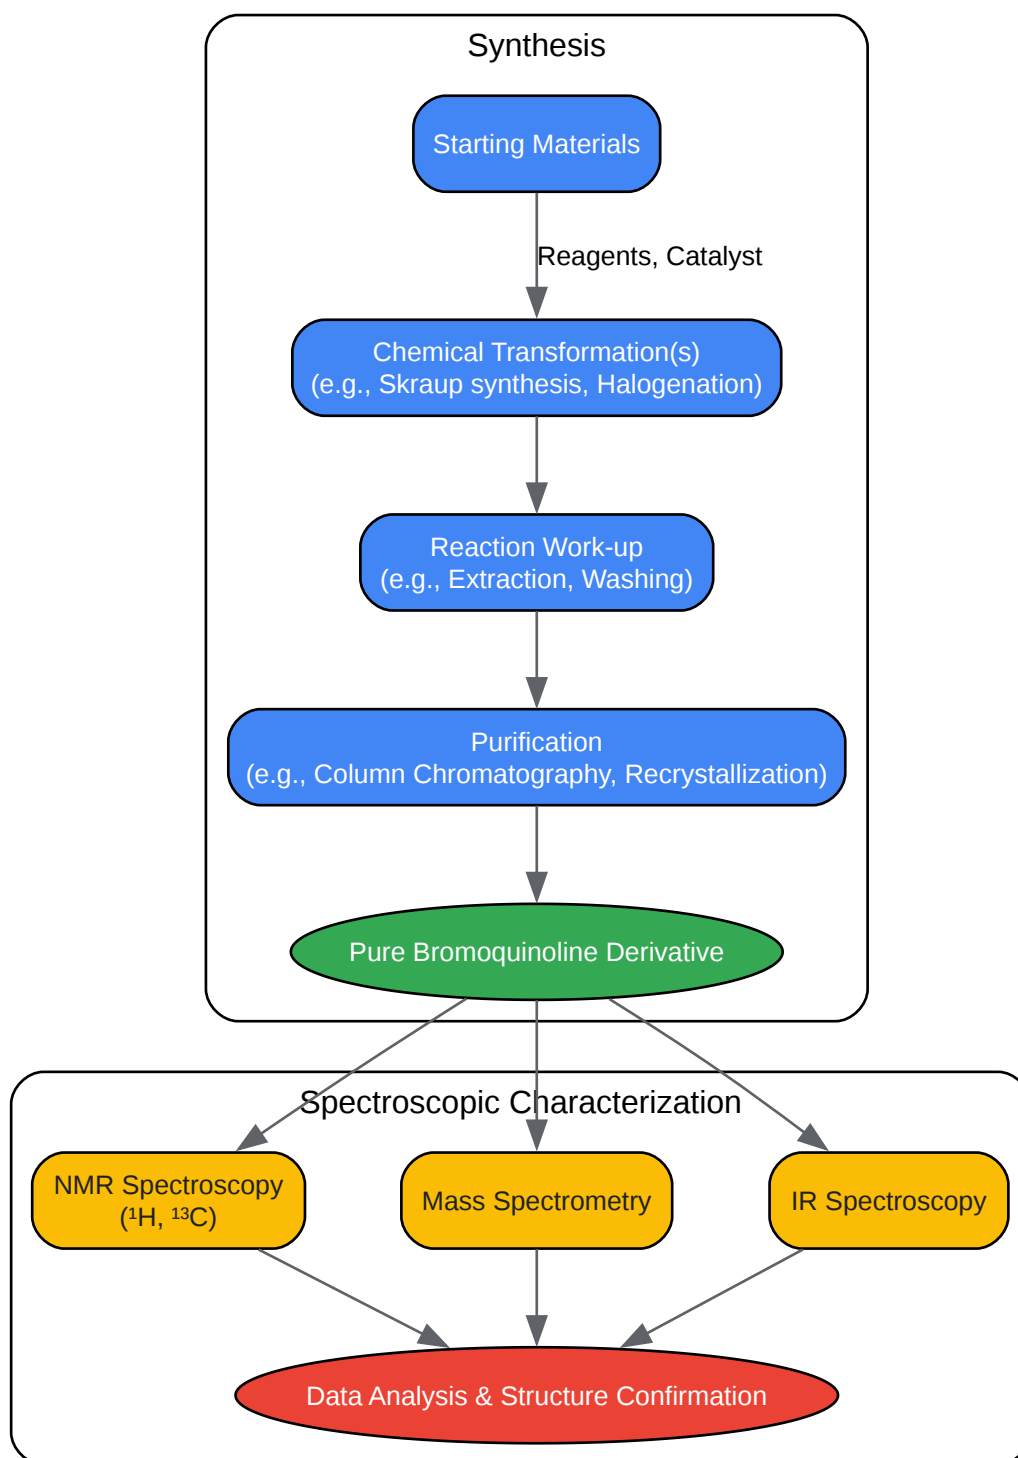 Synthesis
Starting Materials
Reagents, Catalyst
Chemical Transformation(s)
(e.g., Skraup synthesis, Halogenation)
Reaction Work-up
(e.g., Extraction, Washing)
Purification
(e.g., Column Chromatography, Recrystallization)
Pure Bromoquinoline Derivative
Spectroscopic Characterization
NMR Spectroscopy
(¹H, ¹³C)
Mass Spectrometry
IR Spectroscopy
Data Analysis & Structure Confirmation